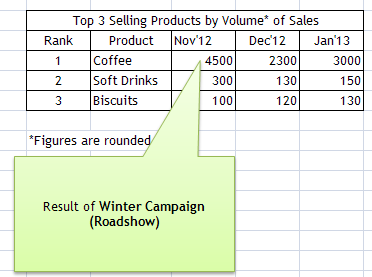 Top 3 Selling Products by Volume* of Sales
Rank Product Nov'12 Dec'12 Jan'13
1 Coffee 4500 2300 3000
2 Soft Drinks 300 130 150
3 Biscuits 100 120 130
*Figures are rounded
Result of Winter Campaign
(Roadshow)